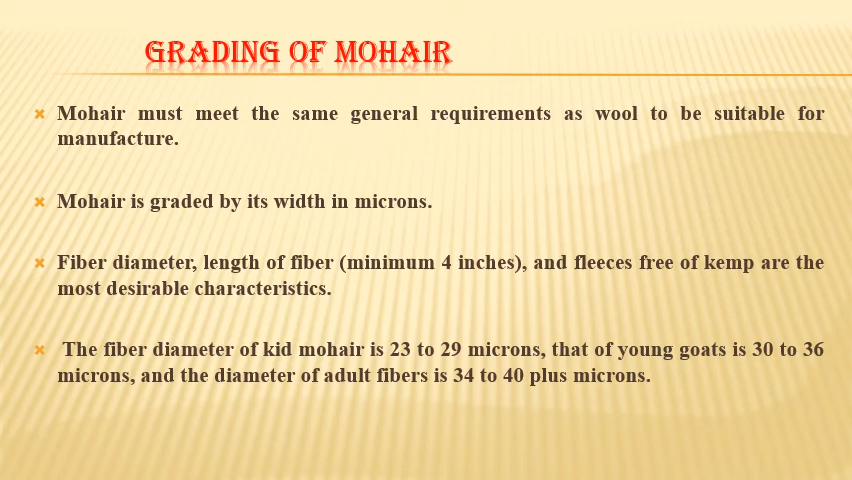 GRADING OF MOHAIR
Mohair must meet the same general requirements as wool to be suitable for
manufacture.
Mohair is graded by its width in microns.
Fiber diameter, length of fiber (minimum 4 inches), and fleeces free of kemp are the
most desirable characteristics.
The fiber diameter of kid mohair is 23 to 29 microns, that of young goats is 30 to 36
microns, and the diameter of adult fibers is 34 to 40 plus microns.